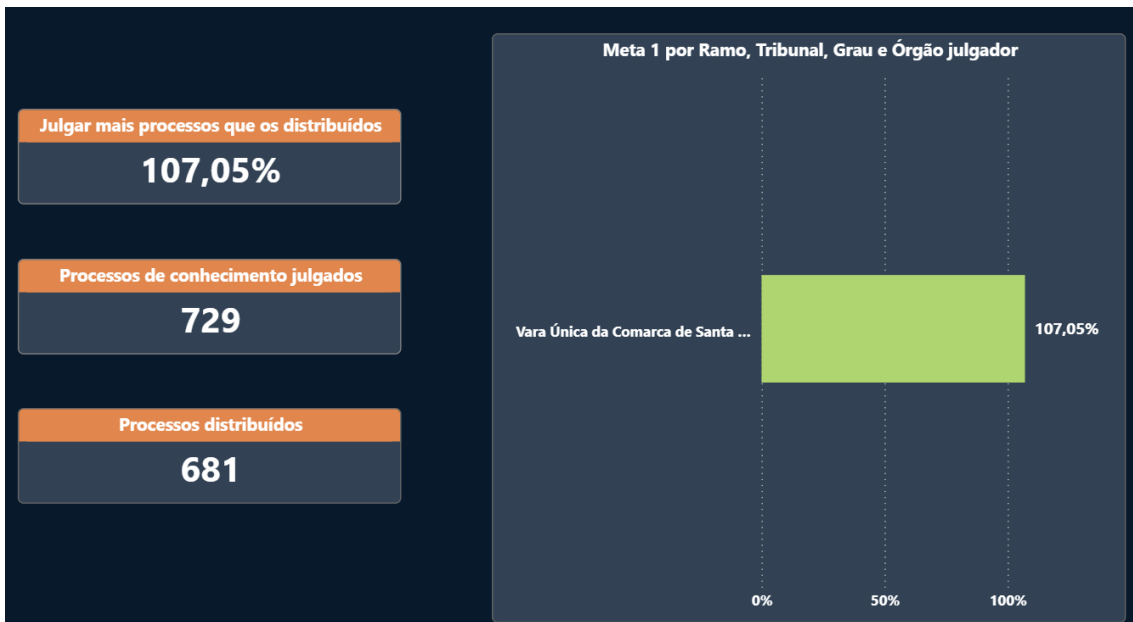 Julgar mais processos que os distribuídos
107,05%
Processos de conhecimento julgados
729
Processos distribuídos
681
Meta 1 por Ramo, Tribunal, Grau e Órgão julgador
Vara Única da Comarca de Santa ...
107,05%
0%
50%
100%